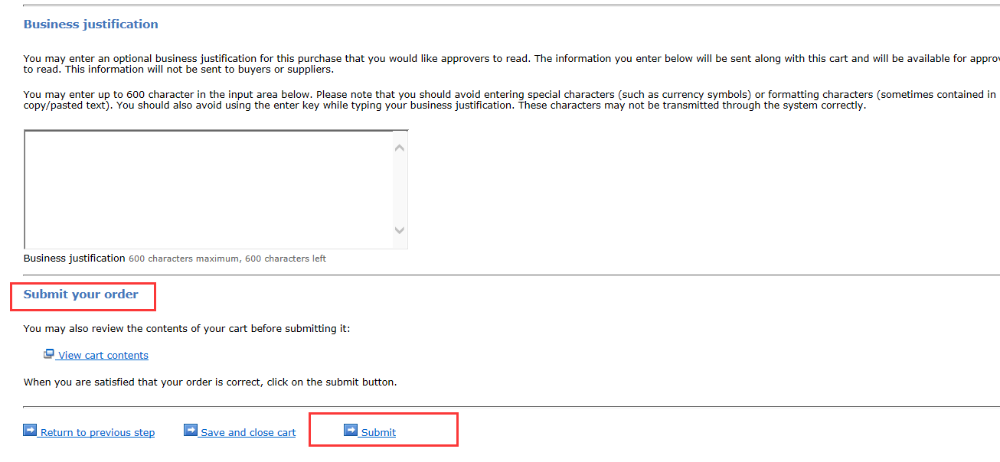 Business justification
You may enter an optional business justification for this purchase that you would like approvers to read. The information you enter below will be sent along with this cart and will be available for
to read. This information will not be sent to buyers or suppliers.
You may enter up to 600 character in the input area below. Please note that you should avoid entering special characters (such as currency symbols) or formatting characters (sometimes contained in
copy/pasted text). You should also avoid using the enter key while typing your business justification. These characters may not be transmitted through the system correctly.
Business justification 600 characters maximum, 600 characters left
Submit your order
You may also review the contents of your cart before submitting it:
View cart contents
When you are satisfied that your order is correct, click on the submit button.
Return to previous step Save and close cart Submit